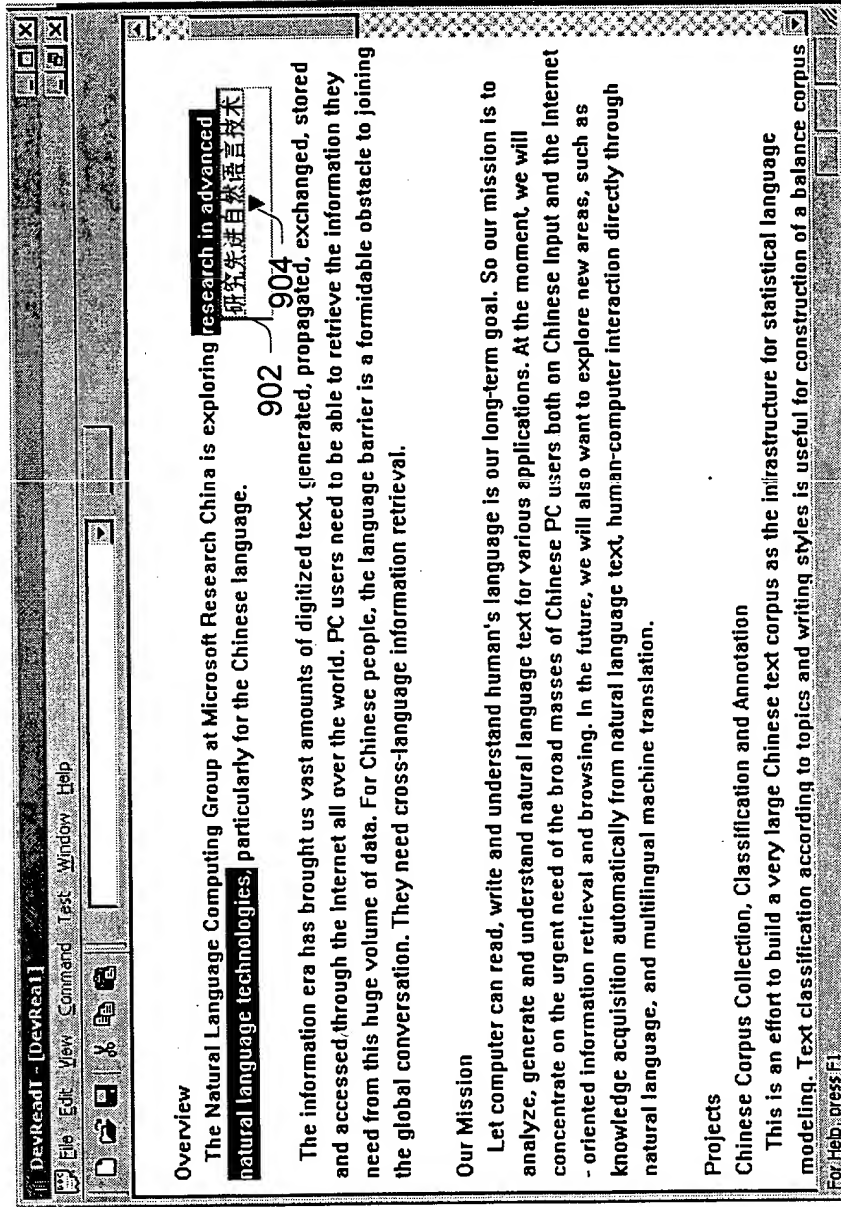 DevReadT - [DevRea1]
File Edit View Command Test Window Help
Overview
The Natural Language Computing Group at Microsoft Research China is exploring research in advanced
natural language technologies, particularly for the Chinese language.
研究先进自然语言技术
902
904
The information era has brought us vast amounts of digitized text, generated, propagated, exchanged, stored
and accessed through the Internet all over the world. PC users need to be able to retrieve the information they
need from this huge volume of data. For Chinese people, the language barrier is a formidable obstacle to joining
the global conversation. They need cross-language information retrieval.
Our Mission
Let computer can read, write and understand human's language is our long-term goal. So our mission is to
analyze, generate and understand natural language text for various applications. At the moment, we will
concentrate on the urgent need of the broad masses of Chinese PC users both on Chinese Input and the Internet
- oriented information retrieval and browsing. In the future, we will also want to explore new areas, such as
knowledge acquisition automatically from natural language text, human-computer interaction directly through
natural language, and multilingual machine translation.
Projects
Chinese Corpus Collection, Classification and Annotation
This is an effort to build a very large Chinese text corpus as the infrastructure for statistical language
modeling. Text classification according to topics and writing styles is useful for construction of a balance corpus
For Help, press F1